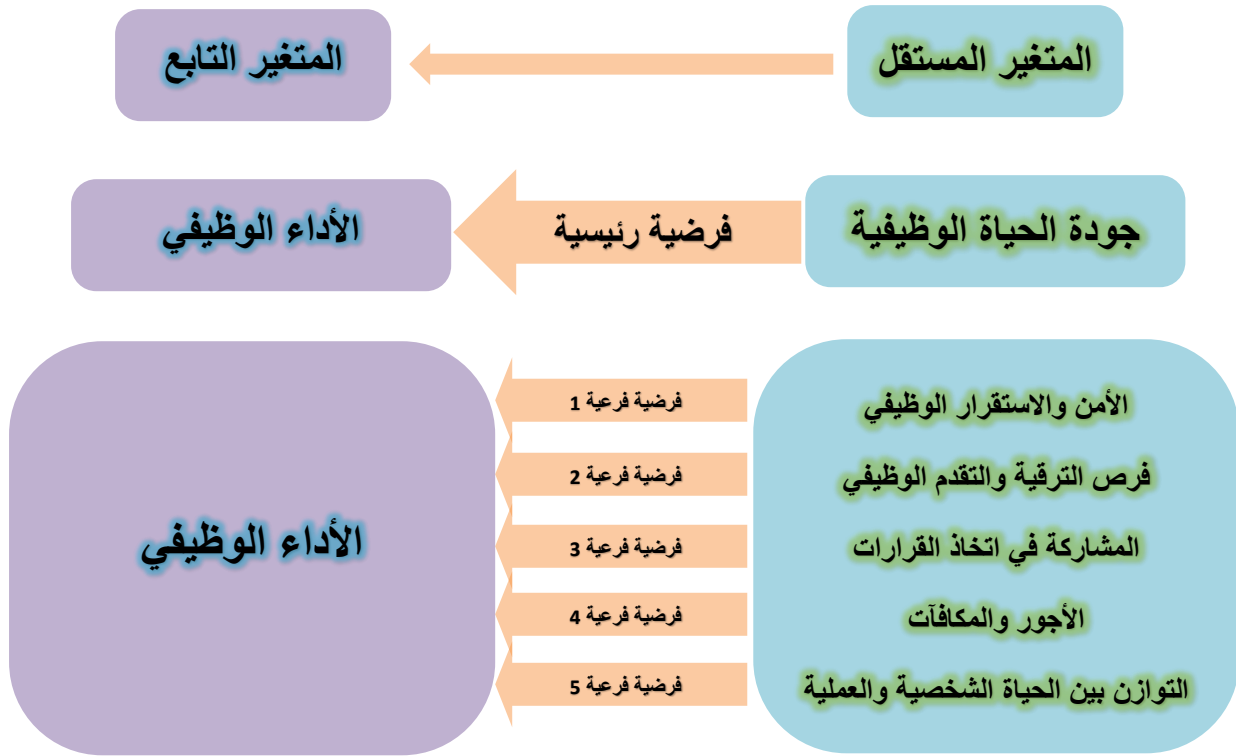 المتغير المستقل
المتغير التابع
جودة الحياة الوظيفية
فرضية رئيسية
الأداء الوظيفي
الأمن والاستقرار الوظيفي
فرضية فرعية 1
فرص الترقية والتقدم الوظيفي
فرضية فرعية 2
المشاركة في اتخاذ القرارات
فرضية فرعية 3
الأداء الوظيفي
الأجور والمكافآت
فرضية فرعية 4
التوازن بين الحياة الشخصية والعملية
فرضية فرعية 5